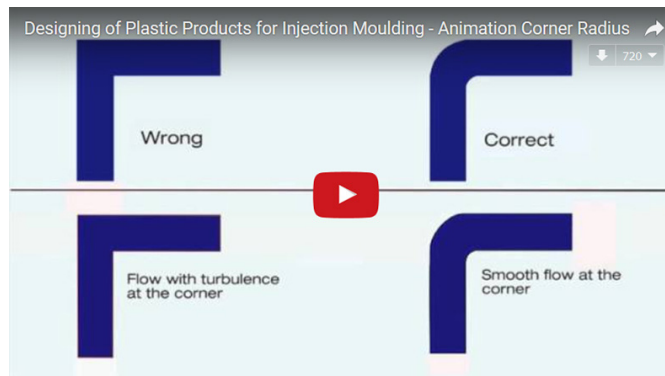 Designing of Plastic Products for Injection Moulding - Animation Corner Radius
720
Wrong
Correct
Flow with turbulence
at the corner
Smooth flow at the
corner